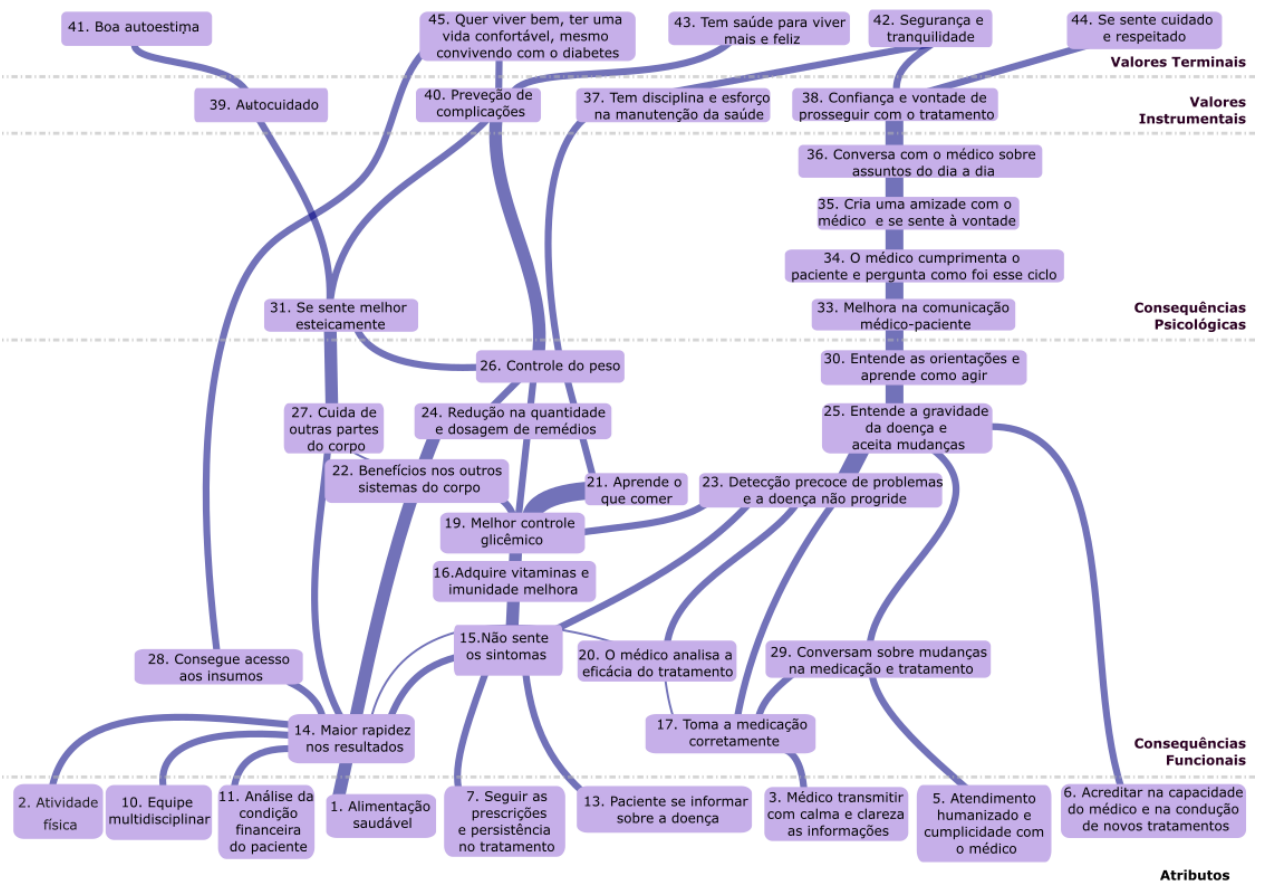 41. Boa autoestima
45. Quer viver bem, ter uma
vida confortável, mesmo
convivendo com o diabetes
43. Tem saúde para viver
mais e feliz
42. Segurança e
tranquilidade
44. Se sente cuidado
e respeitado
Valores Terminais
39. Autocuidado
40. Preveção de
complicações
37. Tem disciplina e esforço
na manutenção da saúde
38. Confiança e vontade de
prosseguir com o tratamento
Valores
Instrumentais
36. Conversa com o médico sobre
assuntos do dia a dia
35. Cria uma amizade com o
médico e se sente à vontade
34. O médico cumprimenta o
paciente e pergunta como foi esse ciclo
31. Se sente melhor
esteicamente
33. Melhora na comunicação
médico-paciente
Consequências
Psicológicas
26. Controle do peso
30. Entende as orientações e
aprende como agir
27. Cuida de
outras partes
do corpo
24. Redução na quantidade
e dosagem de remédios
25. Entende a gravidade
da doença e
aceita mudanças
22. Benefícios nos outros
sistemas do corpo
21. Aprende o
que comer
23. Detecção precoce de problemas
e a doença não progride
19. Melhor controle
glicêmico
16.Adquire vitaminas e
imunidade melhora
15.Não sente
os sintomas
28. Consegue acesso
aos insumos
20. O médico analisa a
eficácia do tratamento
29. Conversam sobre mudanças
na medicação e tratamento
14. Maior rapidez
nos resultados
17. Toma a medicação
corretamente
Consequências
Funcionais
2. Atividade
física
10. Equipe
multidisciplinar
11. Análise da
condição
financeira
do paciente
1. Alimentação
saudável
7. Seguir as
prescrições
e persistência
no tratamento
13. Paciente se informar
sobre a doença
3. Médico transmitir
com calma e clareza
as informações
5. Atendimento
humanizado e
cumplicidade com
o médico
6. Acreditar na capacidade
do médico e na condução
de novos tratamentos
Atributos